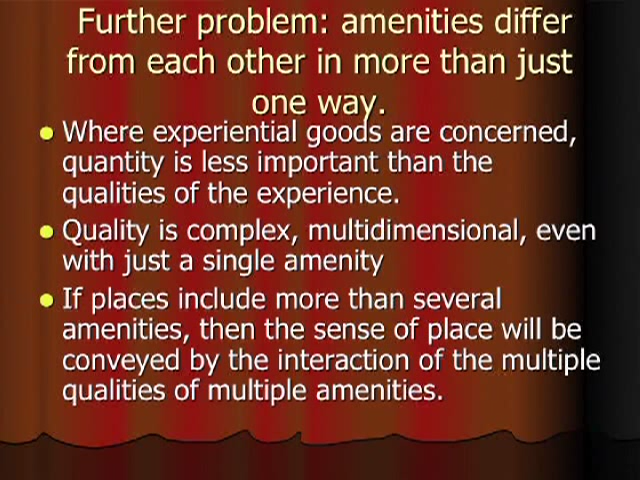 Further problem: amenities differ
from each other in more than just
one way.
Where experiential goods are concerned,
quantity is less important than the
qualities of the experience.
Quality is complex, multidimensional, even
with just a single amenity
If places include more than several
amenities, then the sense of place will be
conveyed by the interaction of the multiple
qualities of multiple amenities.